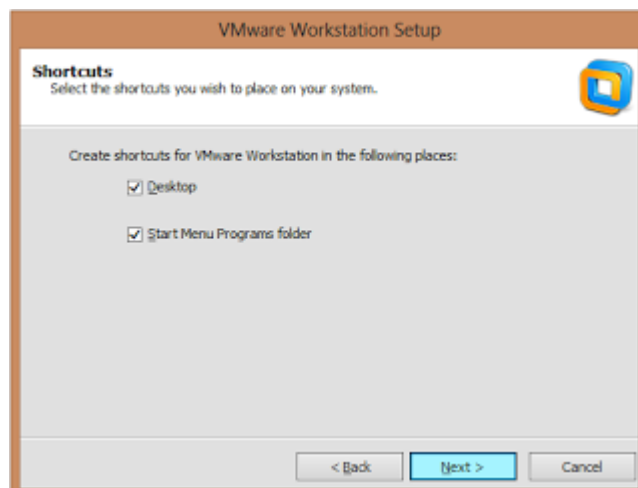 VMware Workstation Setup
Shortcuts
Select the shortcuts you wish to place on your system.
Create shortcuts for VMware Workstation in the following places:
Desktop
Start Menu Programs folder
< Back Next > Cancel